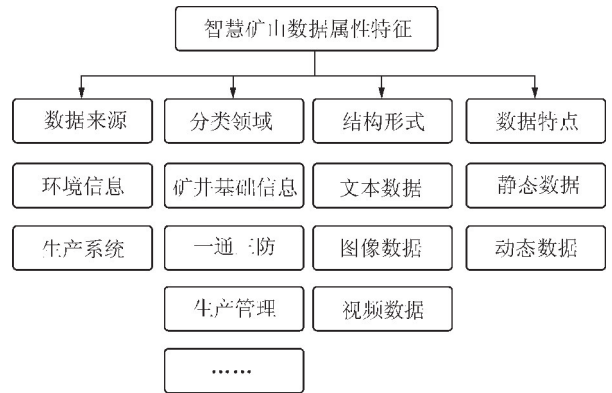 智慧矿山数据属性特征
数据来源
分类领域
结构形式
数据特点
环境信息
矿井基础信息
文本数据
静态数据
生产系统
一通三防
图像数据
动态数据
生产管理
视频数据
……